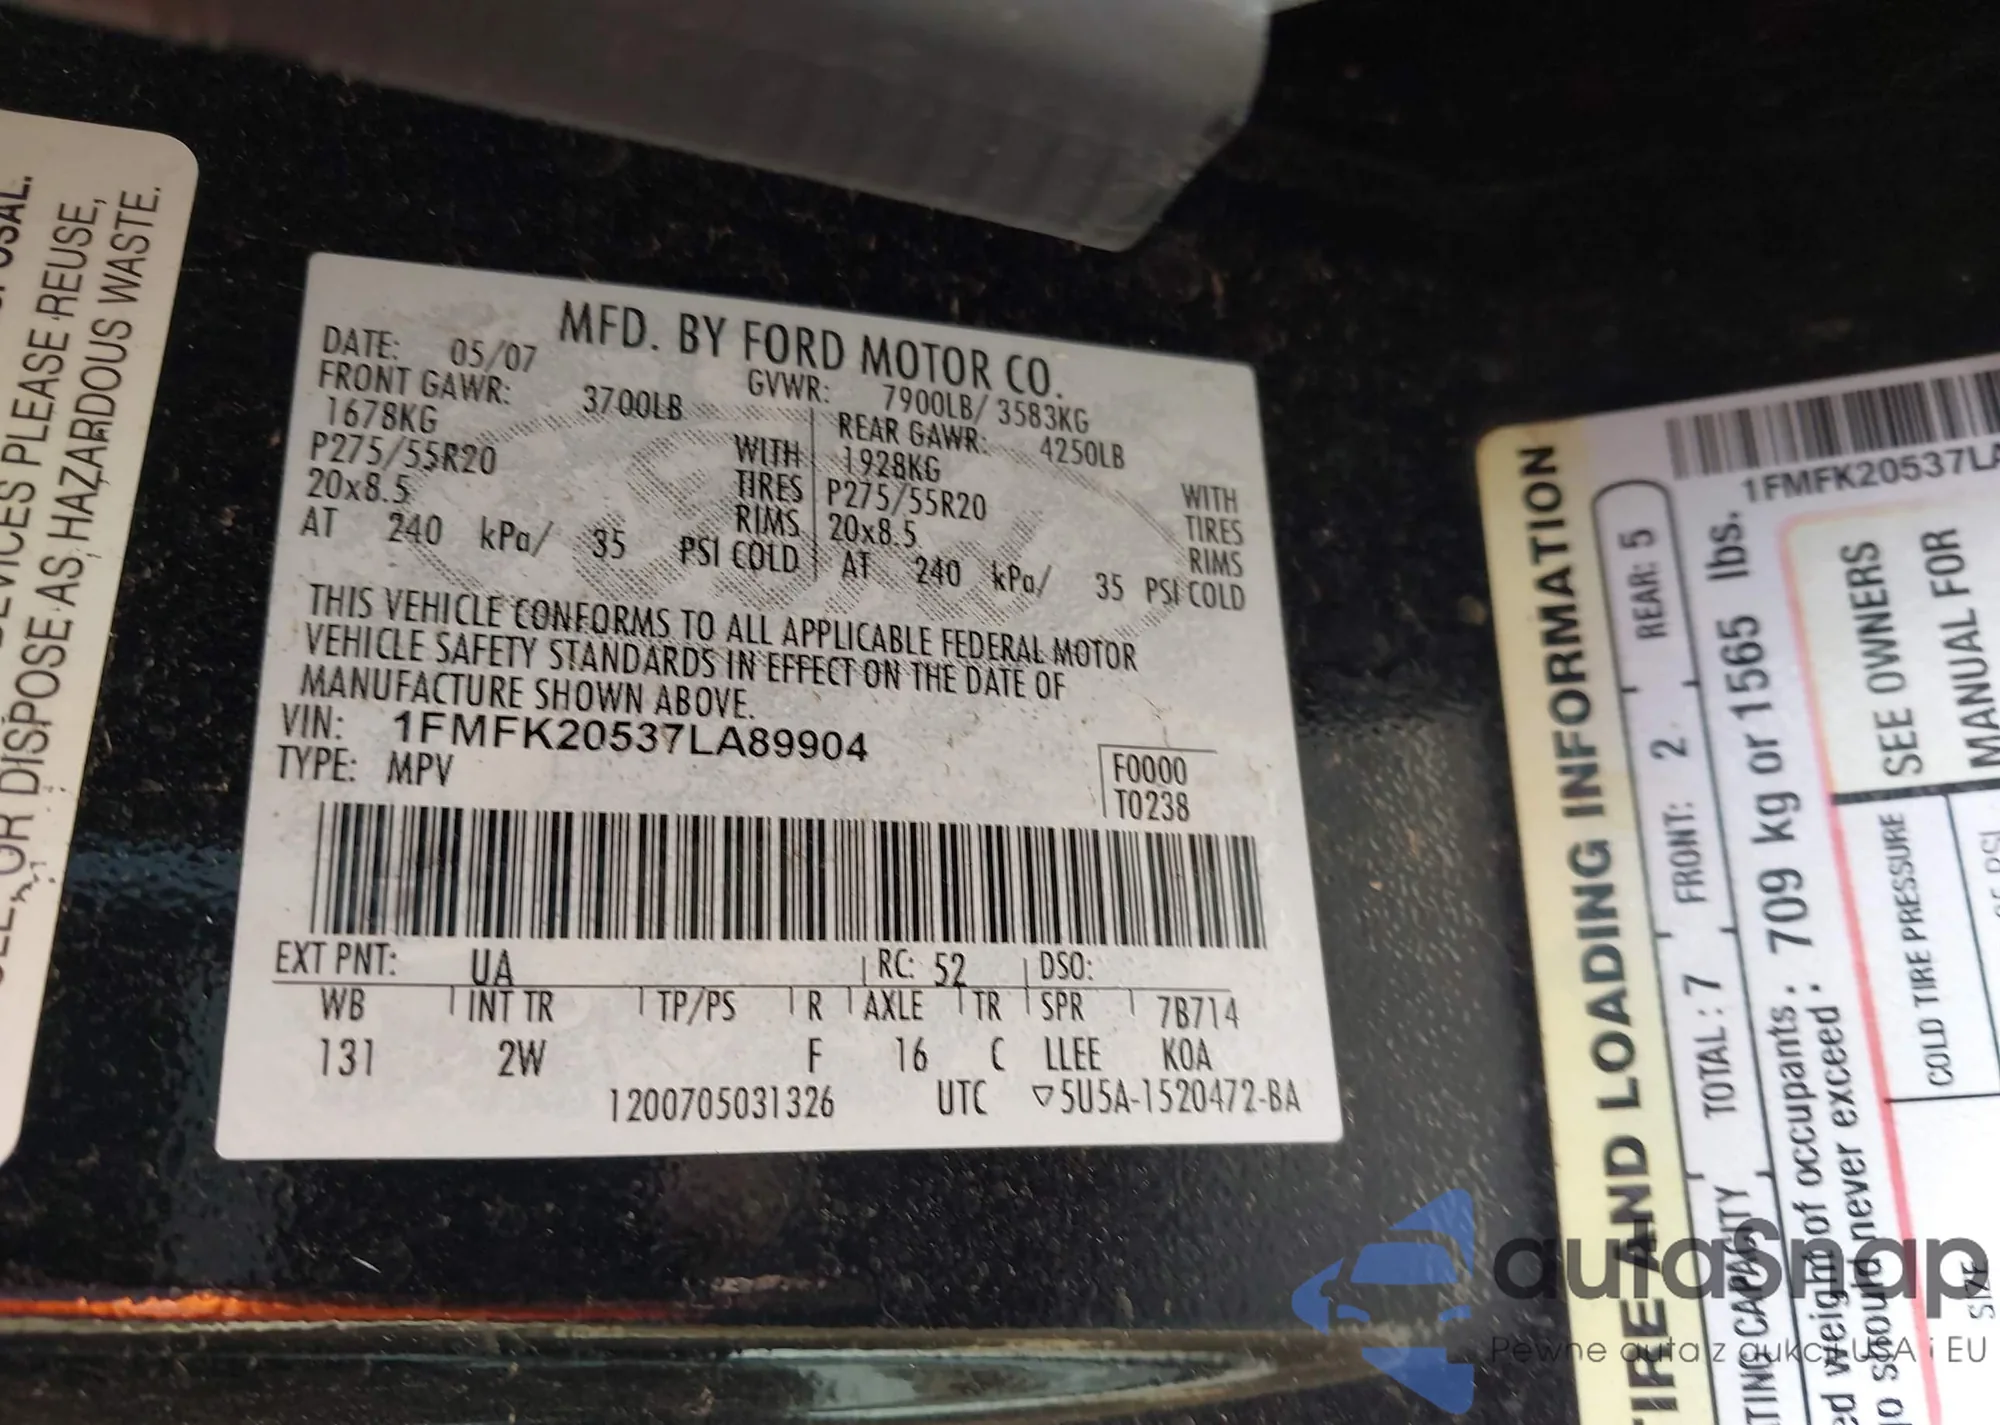 DISPOSAL.
DEVICES PLEASE REUSE,
OR DISPOSE AS HAZARDOUS WASTE.
MFD. BY FORD MOTOR CO.
DATE: 05/07 GVWR: 7900LB/ 3583KG
FRONT GAWR: 3700LB REAR GAWR: 4250LB
1678KG WITH 1928KG WITH
P275/55R20 TIRES P275/55R20 TIRES
20x8.5 RIMS 20x8.5 RIMS
AT 240 kPa/ 35 PSI COLD AT 240 kPa/ 35 PSI COLD
THIS VEHICLE CONFORMS TO ALL APPLICABLE FEDERAL MOTOR
VEHICLE SAFETY STANDARDS IN EFFECT ON THE DATE OF
MANUFACTURE SHOWN ABOVE.
VIN: 1FMFK20537LA89904
TYPE: MPV
F0000
T0238
EXT PNT: UA RC: 52 DSO:
WB INT TR TP/PS R AXLE TR SPR 7B714
131 2W F 16 C LLEE KOA
1200705031326 UTC ▽5U5A-1520472-BA
TIRE AND LOADING INFORMATION
SEATING CAPACITY TOTAL: 7 FRONT: 2 REAR: 5
weight of occupants : 709 kg or 1565 lbs.
should never exceed :
1FMFK20537LA
SEE OWNERS
MANUAL FOR
COLD TIRE PRESSURE
SIZE
autaSnap
Pewne auta z aukcji USA i EU